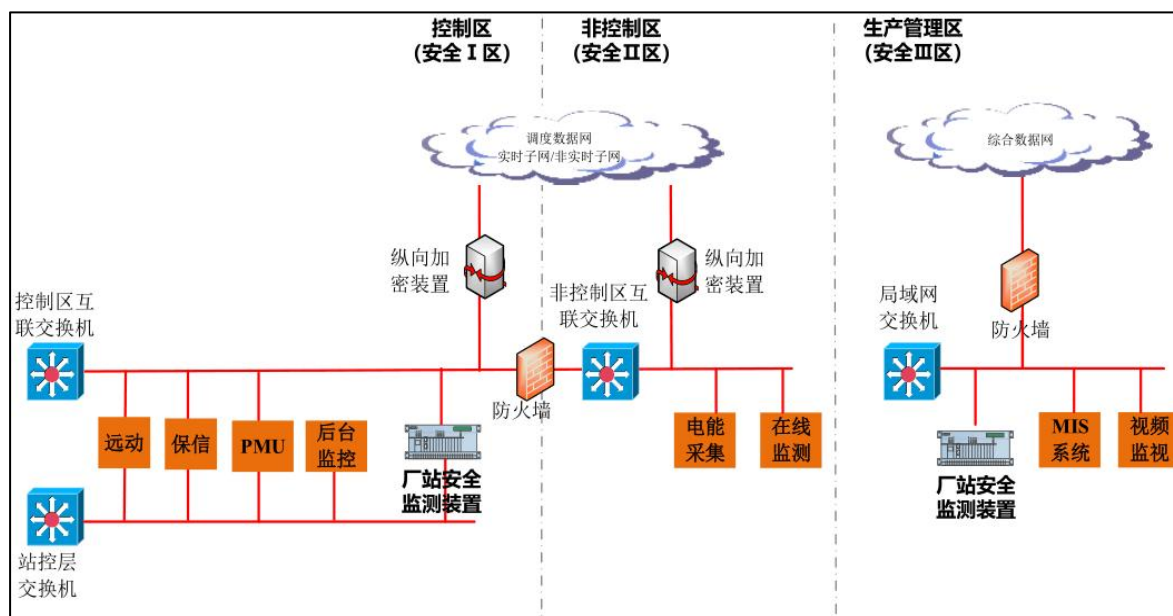 控制区
(安全Ⅰ区)
非控制区
(安全Ⅱ区)
生产管理区
(安全Ⅲ区)
调度数据网
实时子网/非实时子网
综合数据网
纵向加
密装置
纵向加
密装置
控制区互
联交换机
非控制区互
联交换机
局域网
交换机
防火墙
防火墙
远动
保信
PMU
后台
监控
厂站安全
监测装置
电能
采集
在线
监测
厂站安全
监测装置
MIS
系统
视频
监视
站控层
交换机